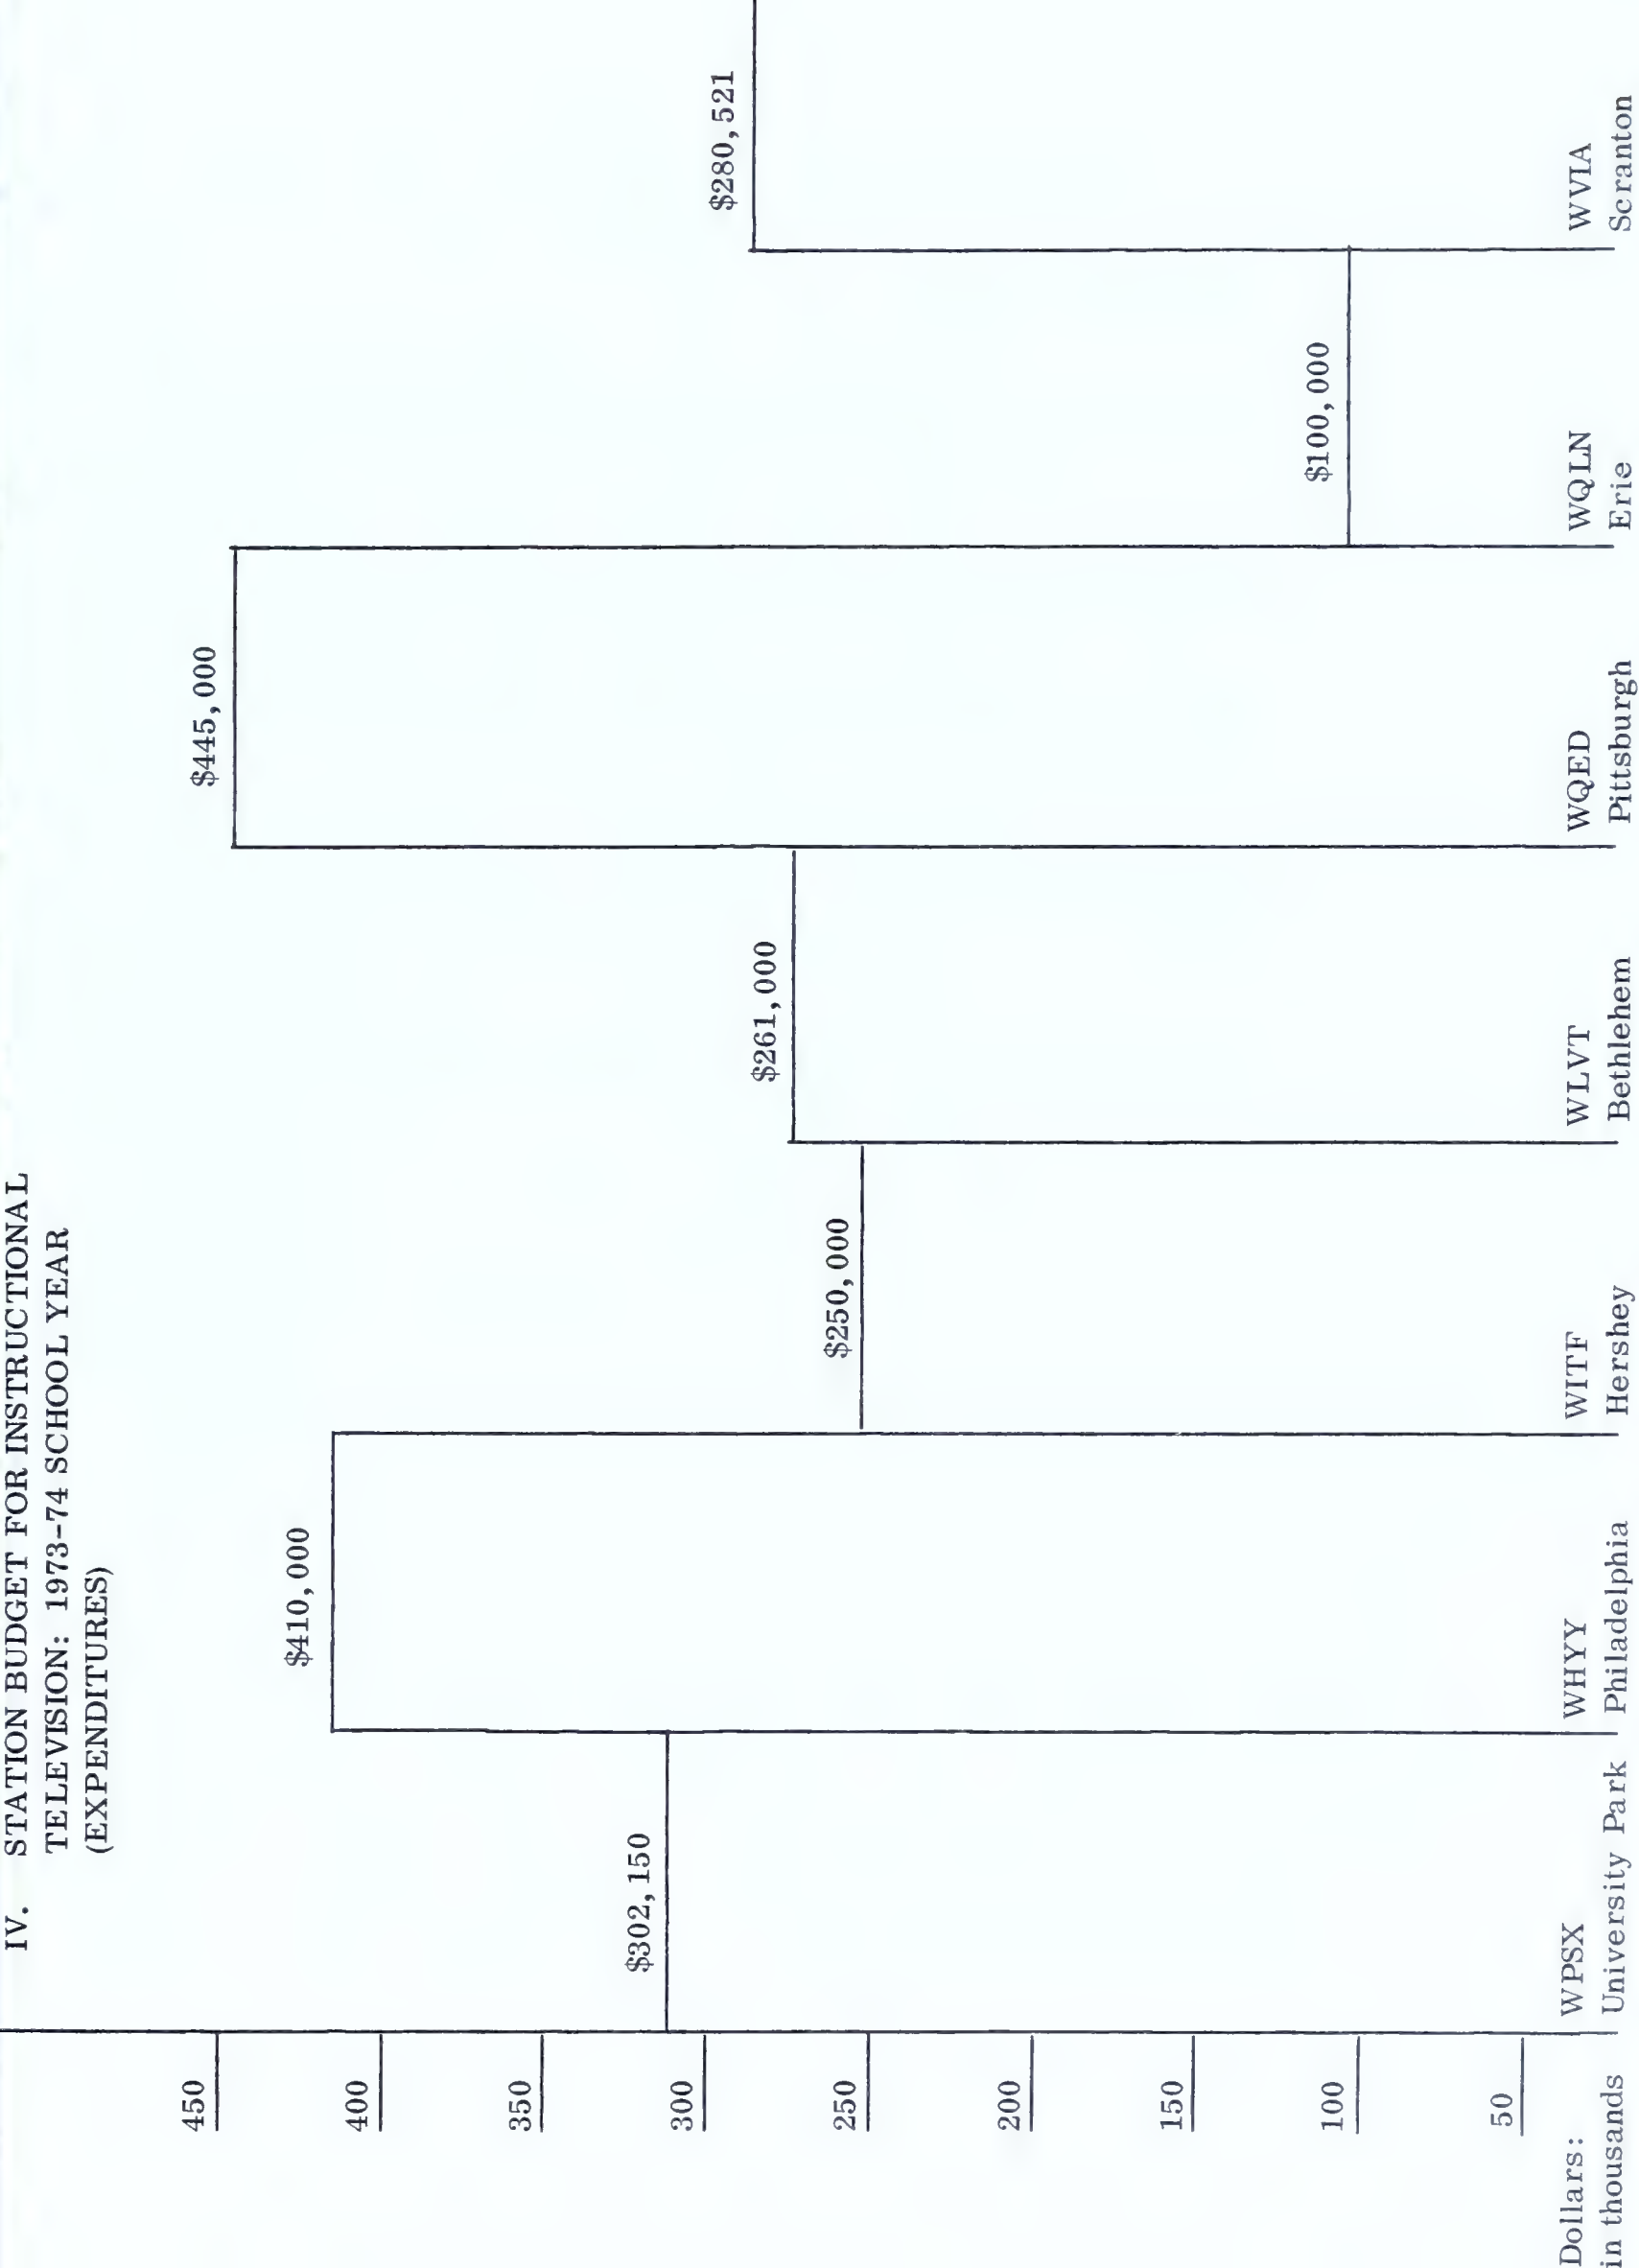 IV. STATION BUDGET FOR INSTRUCTIONAL
TELEVISION: 1973-74 SCHOOL YEAR
(EXPENDITURES)
450
400
350
300
250
200
150
100
50
Dollars:
in thousands
$302,150
$410,000
$250,000
$261,000
$445,000
$100,000
$280,521
WPSX
University Park
WHYY
Philadelphia
WITF
Hershey
WLVT
Bethlehem
WQED
Pittsburgh
WQLN
Erie
WVIA
Scranton